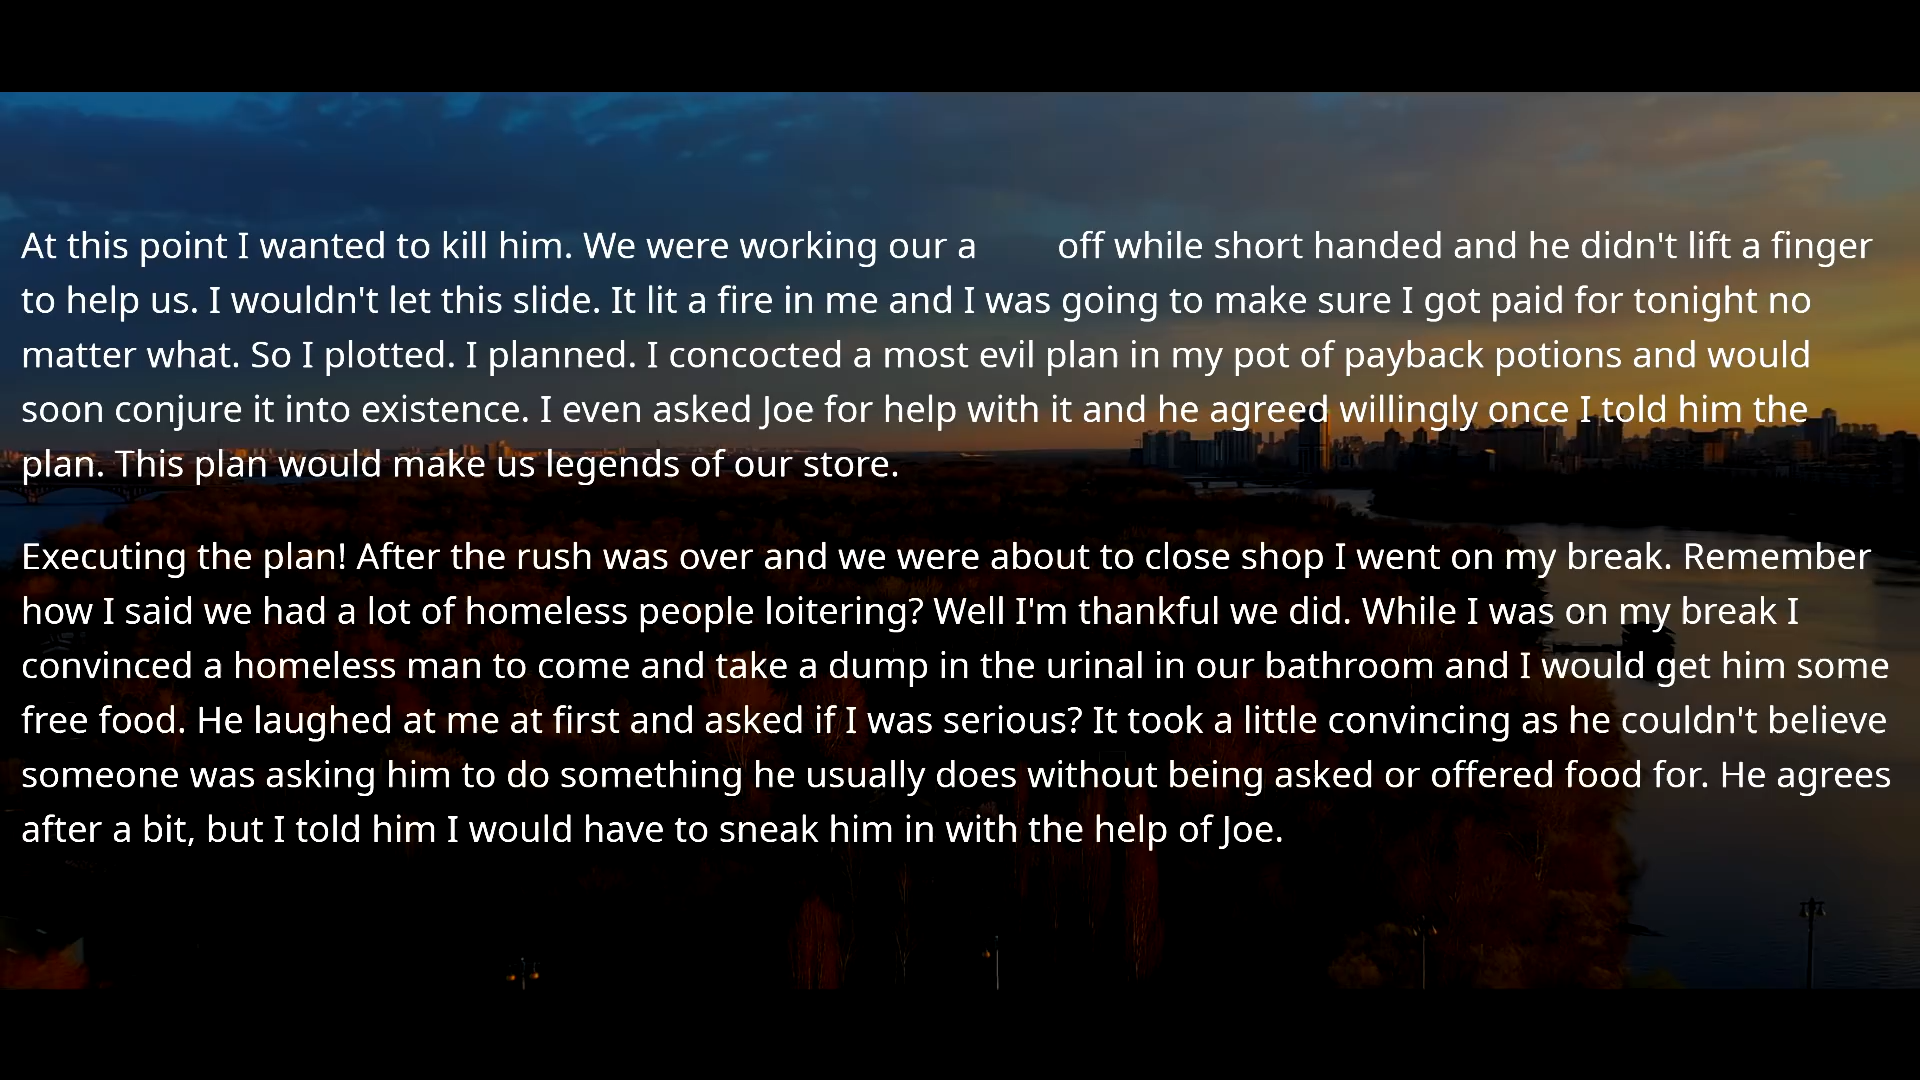 At this point I wanted to kill him. We were working our a off while short handed and he didn't lift a finger
to help us. I wouldn't let this slide. It lit a fire in me and I was going to make sure I got paid for tonight no
matter what. So I plotted. I planned. I concocted a most evil plan in my pot of payback potions and would
soon conjure it into existence. I even asked Joe for help with it and he agreed willingly once I told him the
plan. This plan would make us legends of our store.
Executing the plan! After the rush was over and we were about to close shop I went on my break. Remember
how I said we had a lot of homeless people loitering? Well I'm thankful we did. While I was on my break I
convinced a homeless man to come and take a dump in the urinal in our bathroom and I would get him some
free food. He laughed at me at first and asked if I was serious? It took a little convincing as he couldn't believe
someone was asking him to do something he usually does without being asked or offered food for. He agrees
after a bit, but I told him I would have to sneak him in with the help of Joe.